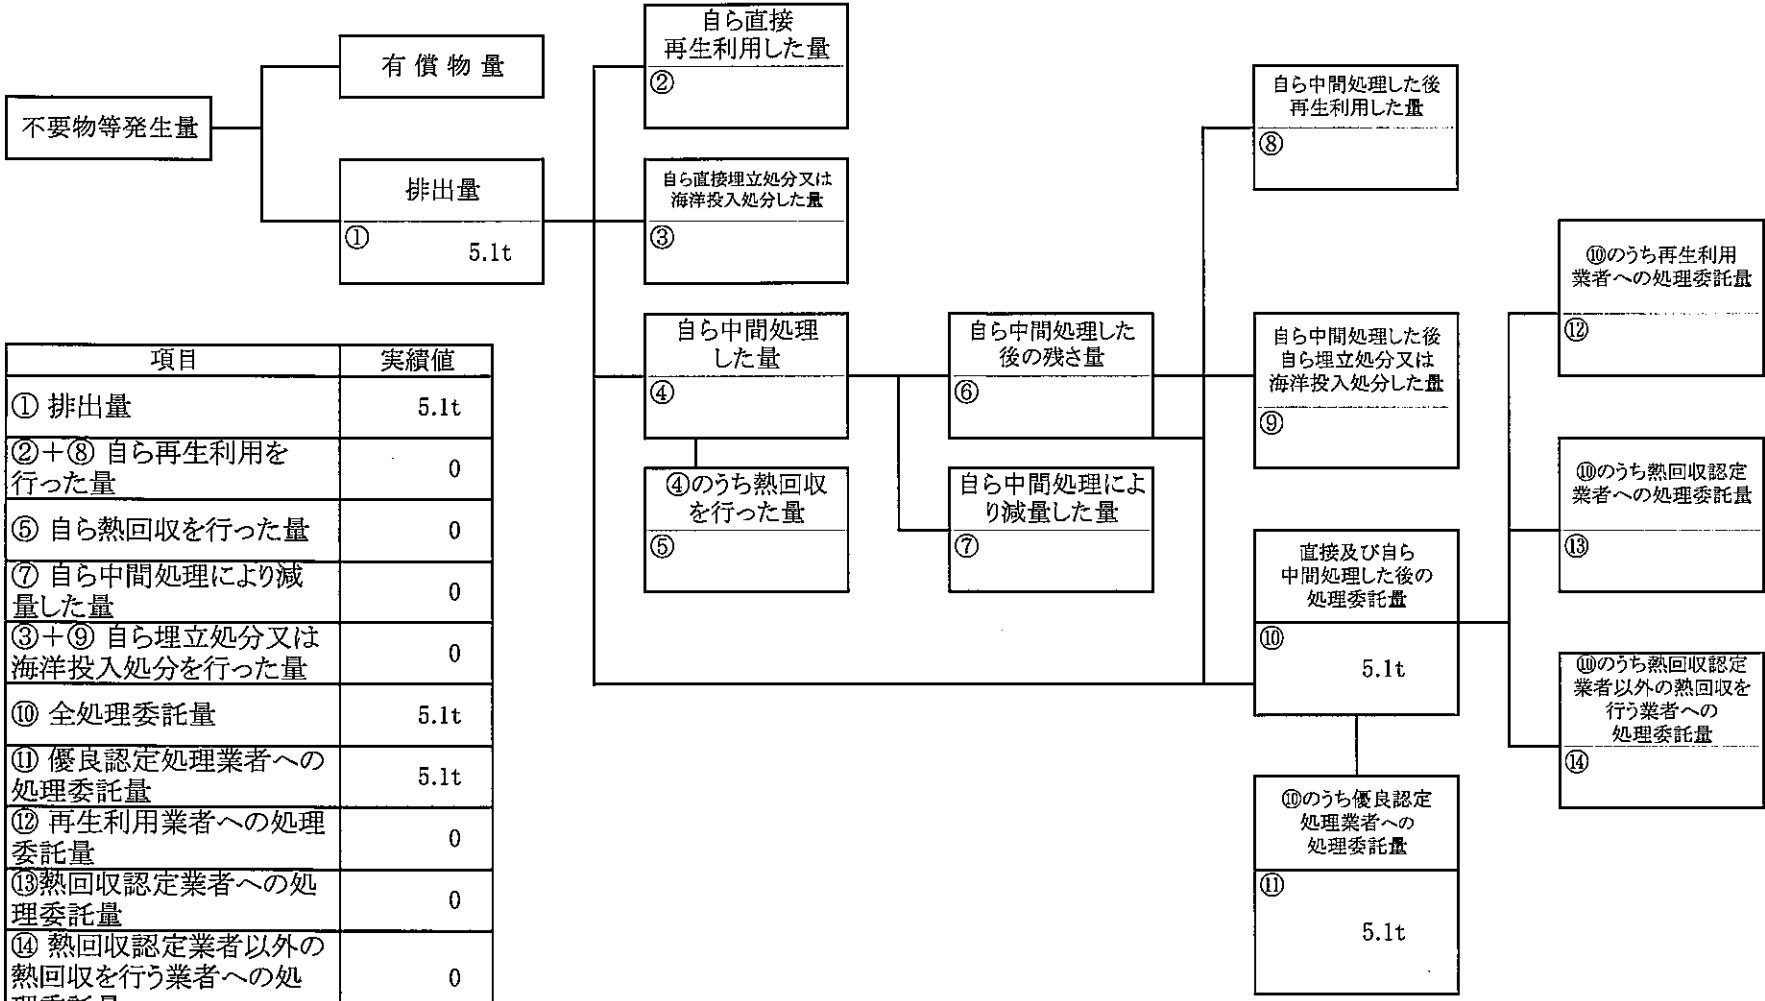 不要物等発生量
有償物量
排出量
①
5.1t
自ら直接
再生利用した量
②
自ら直接埋立処分又は
海洋投入処分した量
③
自ら中間処理
した量
④
④のうち熱回収
を行った量
⑤
自ら中間処理した
後の残さ量
⑥
自ら中間処理によ
り減量した量
⑦
自ら中間処理した後
再生利用した量
⑧
自ら中間処理した後
自ら埋立処分又は
海洋投入処分した量
⑨
直接及び自ら
中間処理した後の
処理委託量
⑩
5.1t
⑩のうち優良認定
処理業者への
処理委託量
⑪
5.1t
⑩のうち再生利用
業者への処理委託量
⑫
⑩のうち熱回収認定
業者への処理委託量
⑬
⑩のうち熱回収認定
業者以外の熱回収を
行う業者への
処理委託量
⑭
項目 実績値
① 排出量 5.1t
②+⑧ 自ら再生利用を
行った量 0
⑤ 自ら熱回収を行った量 0
⑦ 自ら中間処理により減
量した量 0
③+⑨ 自ら埋立処分又は
海洋投入処分を行った量 0
⑩ 全処理委託量 5.1t
⑪ 優良認定処理業者への
処理委託量 5.1t
⑫ 再生利用業者への処理
委託量 0
⑬熱回収認定業者への処
理委託量 0
⑭ 熱回収認定業者以外の
熱回収を行う業者への処 0
理委託量